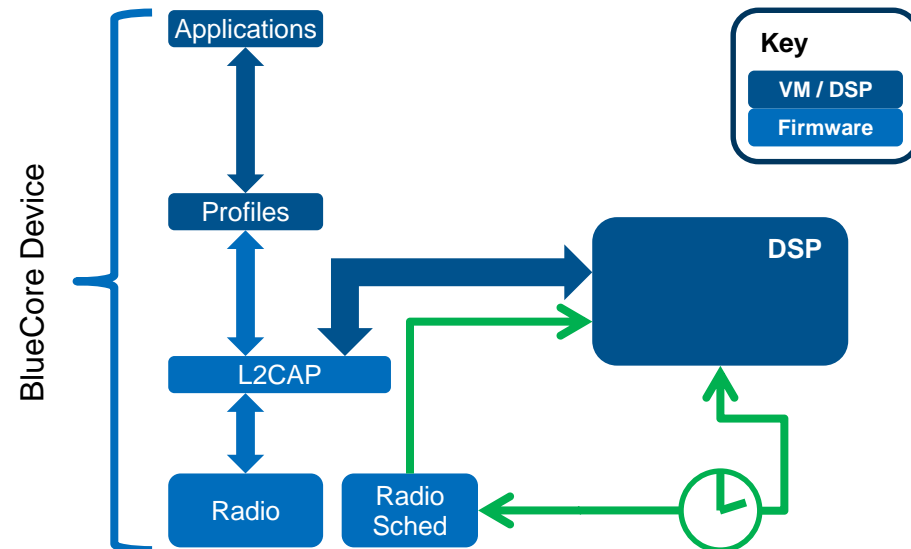 Applications
Key
VM / DSP
Firmware
BlueCore Device
Profiles
DSP
L2CAP
Radio
Radio
Sched